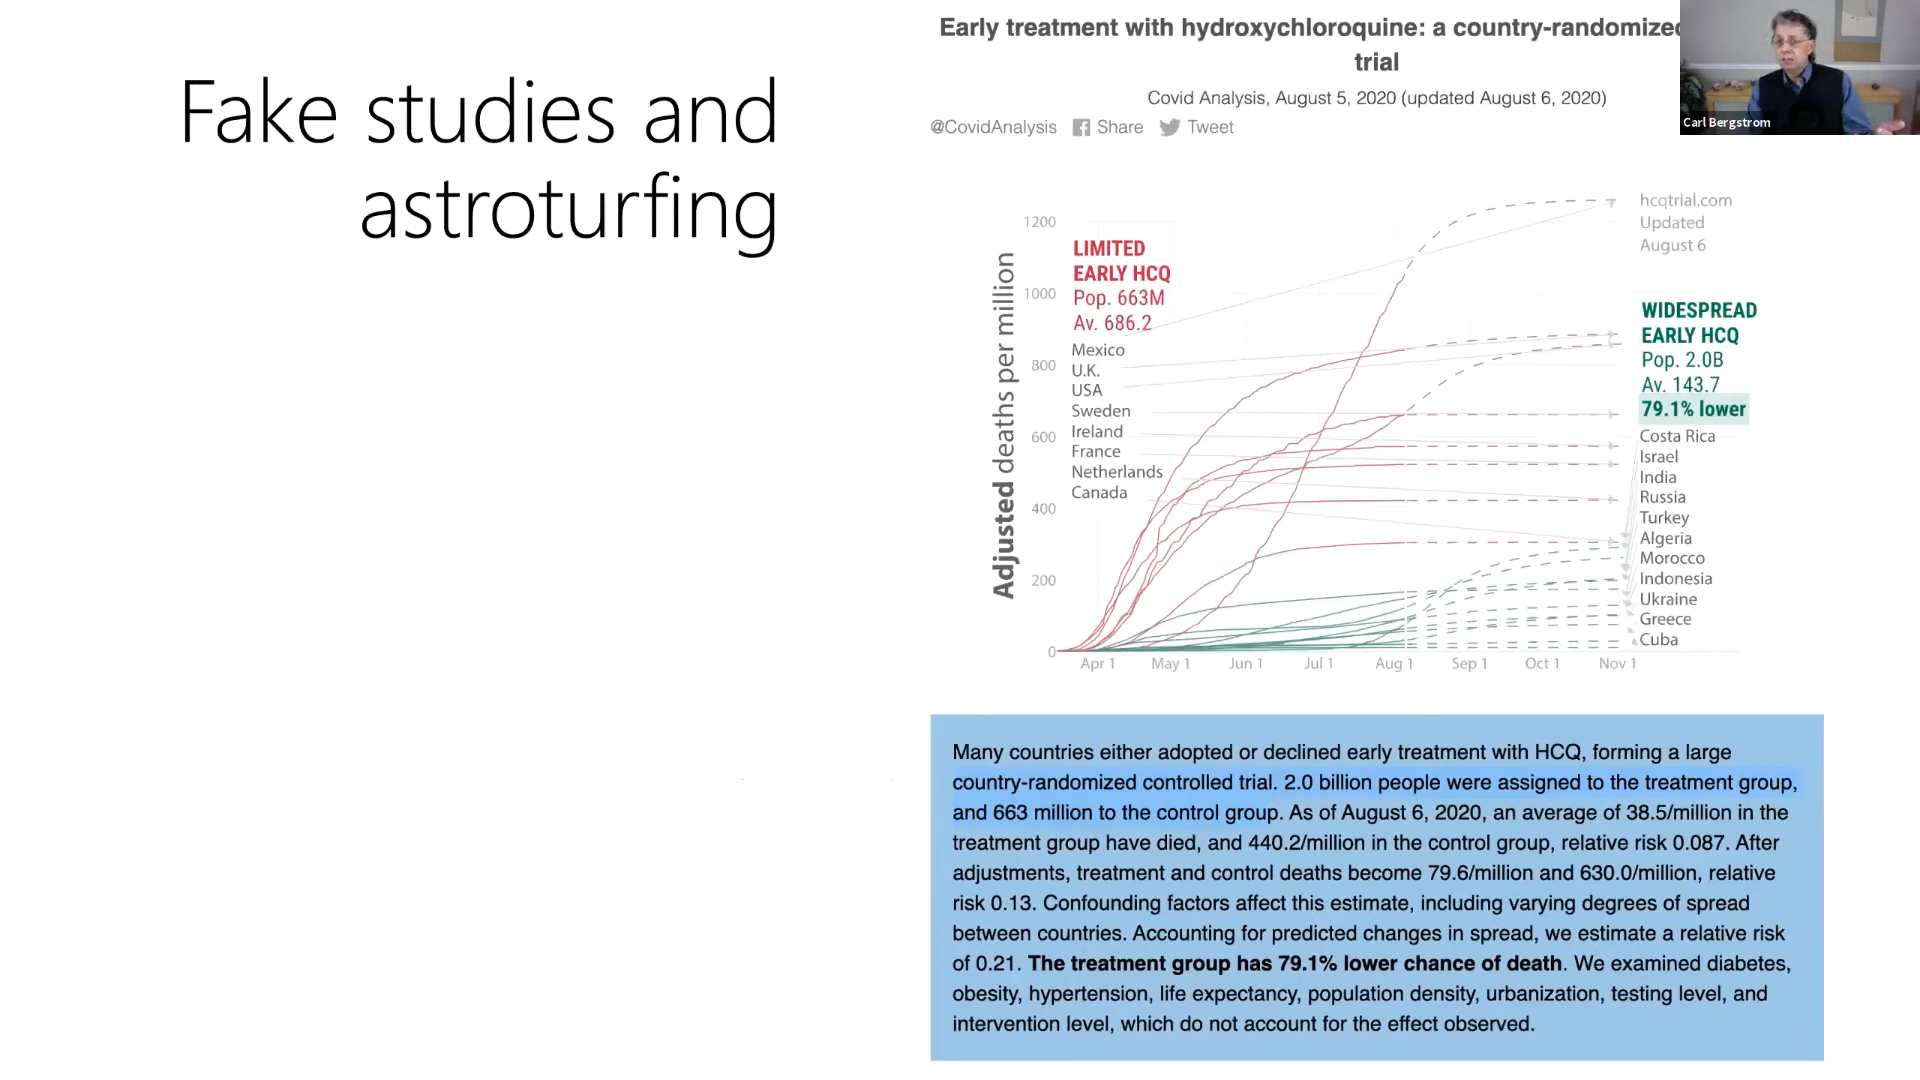 Fake studies and
astroturfing
Early treatment with hydroxychloroquine: a country-randomized
trial
Covid Analysis, August 5, 2020 (updated August 6, 2020)
@CovidAnalysis Share Tweet
Carl Bergstrom
hcqtrial.com
Updated
August 6
Adjusted deaths per million
1200
1000
800
600
400
200
0
LIMITED
EARLY HCQ
Pop. 663M
Av. 686.2
Mexico
U.K.
USA
Sweden
Ireland
France
Netherlands
Canada
WIDESPREAD
EARLY HCQ
Pop. 2.0B
Av. 143.7
79.1% lower
Costa Rica
Israel
India
Russia
Turkey
Algeria
Morocco
Indonesia
Ukraine
Greece
Cuba
Apr 1 May 1 Jun 1 Jul 1 Aug 1 Sep 1 Oct 1 Nov 1
Many countries either adopted or declined early treatment with HCQ, forming a large
country-randomized controlled trial. 2.0 billion people were assigned to the treatment group,
and 663 million to the control group. As of August 6, 2020, an average of 38.5/million in the
treatment group have died, and 440.2/million in the control group, relative risk 0.087. After
adjustments, treatment and control deaths become 79.6/million and 630.0/million, relative
risk 0.13. Confounding factors affect this estimate, including varying degrees of spread
between countries. Accounting for predicted changes in spread, we estimate a relative risk
of 0.21. The treatment group has 79.1% lower chance of death. We examined diabetes,
obesity, hypertension, life expectancy, population density, urbanization, testing level, and
intervention level, which do not account for the effect observed.